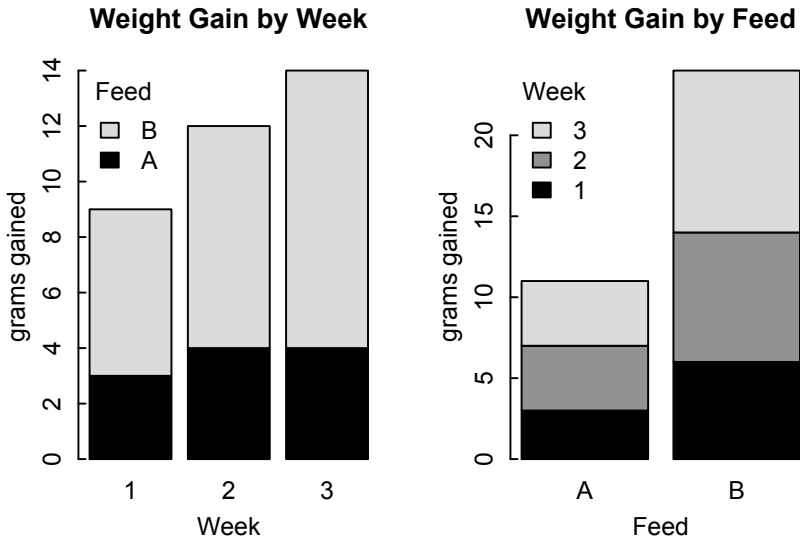 Weight Gain by Week
grams gained
0
2
4
6
8
10
12
14
Feed
B
A
1 2 3
Week
Weight Gain by Feed
grams gained
0
5
10
15
20
Week
3
2
1
A B
Feed